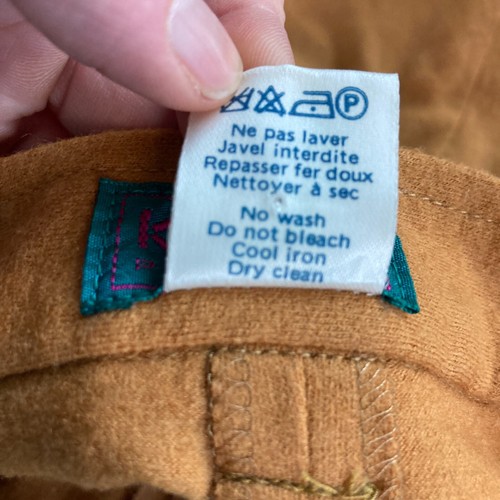 P
Ne pas laver
Javel interdite
Repasser fer doux
Nettoyer à sec
No wash
Do not bleach
Cool iron
Dry clean